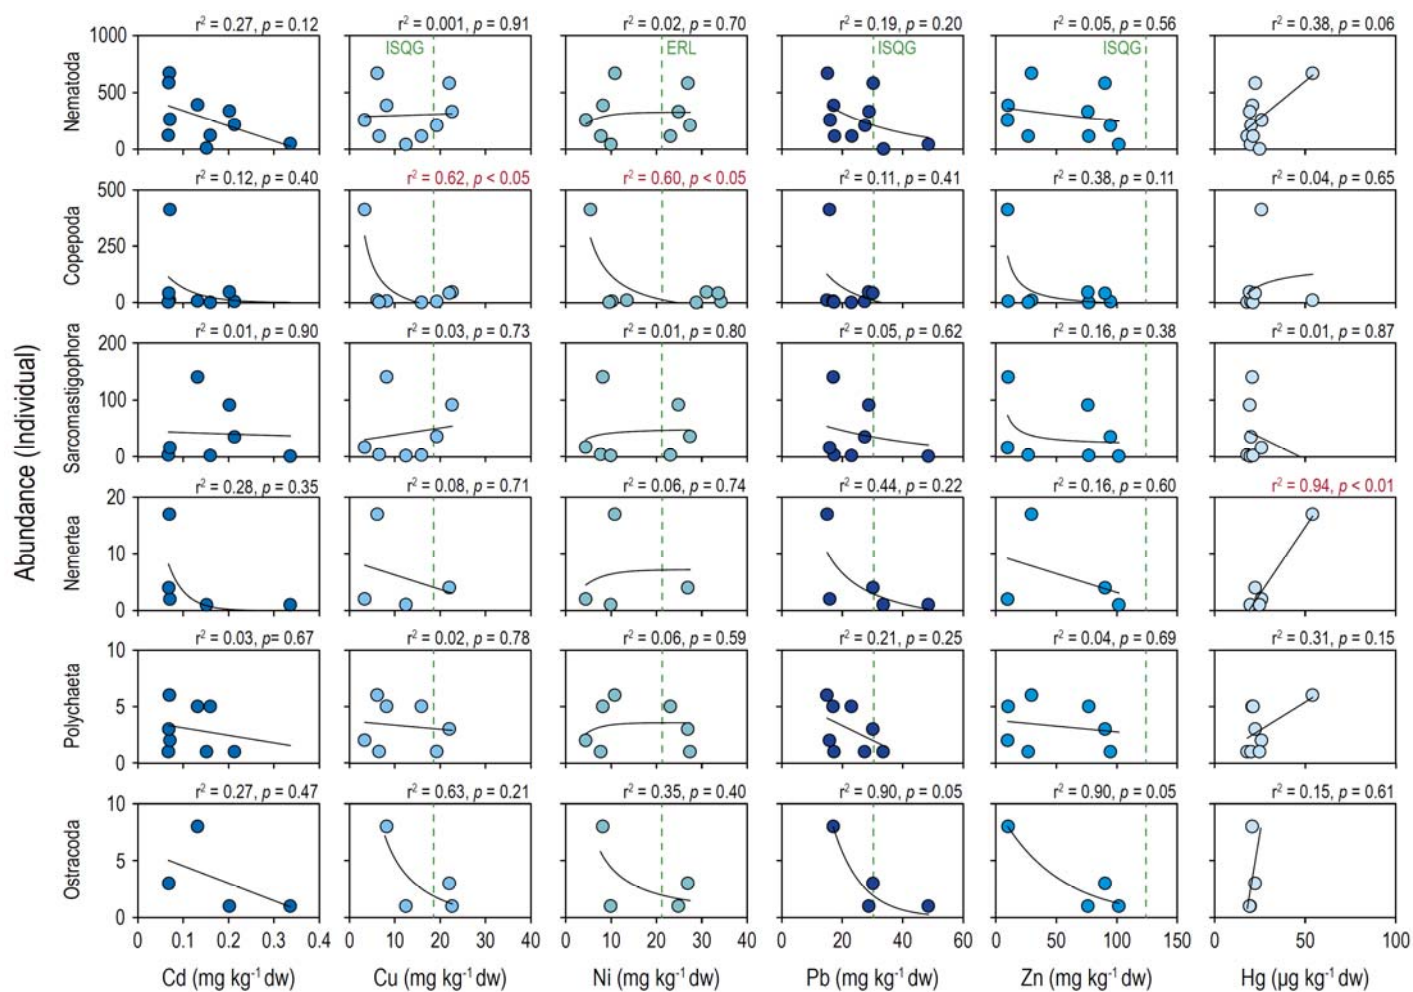 r² = 0.27, p = 0.12 r² = 0.001, p = 0.91 r² = 0.02, p = 0.70 r² = 0.19, p = 0.20 r² = 0.05, p = 0.56 r² = 0.38, p = 0.06
ISQG ERL ISQG ISQG
1000
500
0
Nematoda
r² = 0.12, p = 0.40 r² = 0.62, p < 0.05 r² = 0.60, p < 0.05 r² = 0.11, p = 0.41 r² = 0.38, p = 0.11 r² = 0.04, p = 0.65
500
250
0
Copepoda
r² = 0.01, p = 0.90 r² = 0.03, p = 0.73 r² = 0.01, p = 0.80 r² = 0.05, p = 0.62 r² = 0.16, p = 0.38 r² = 0.01, p = 0.87
200
100
0
Sarcomastigophora
Abundance (Individual)
r² = 0.28, p = 0.35 r² = 0.08, p = 0.71 r² = 0.06, p = 0.74 r² = 0.44, p = 0.22 r² = 0.16, p = 0.60 r² = 0.94, p < 0.01
20
10
0
Nemertea
r² = 0.03, p= 0.67 r² = 0.02, p = 0.78 r² = 0.06, p = 0.59 r² = 0.21, p = 0.25 r² = 0.04, p = 0.69 r² = 0.31, p = 0.15
10
5
0
Polychaeta
r² = 0.27, p = 0.47 r² = 0.63, p = 0.21 r² = 0.35, p = 0.40 r² = 0.90, p = 0.05 r² = 0.90, p = 0.05 r² = 0.15, p = 0.61
10
5
0
Ostracoda
0 0.1 0.2 0.3 0.4 0 10 20 30 40 0 10 20 30 40 0 20 40 60 0 50 100 150 0 50 100
Cd (mg kg⁻¹ dw) Cu (mg kg⁻¹ dw) Ni (mg kg⁻¹ dw) Pb (mg kg⁻¹ dw) Zn (mg kg⁻¹ dw) Hg (µg kg⁻¹ dw)